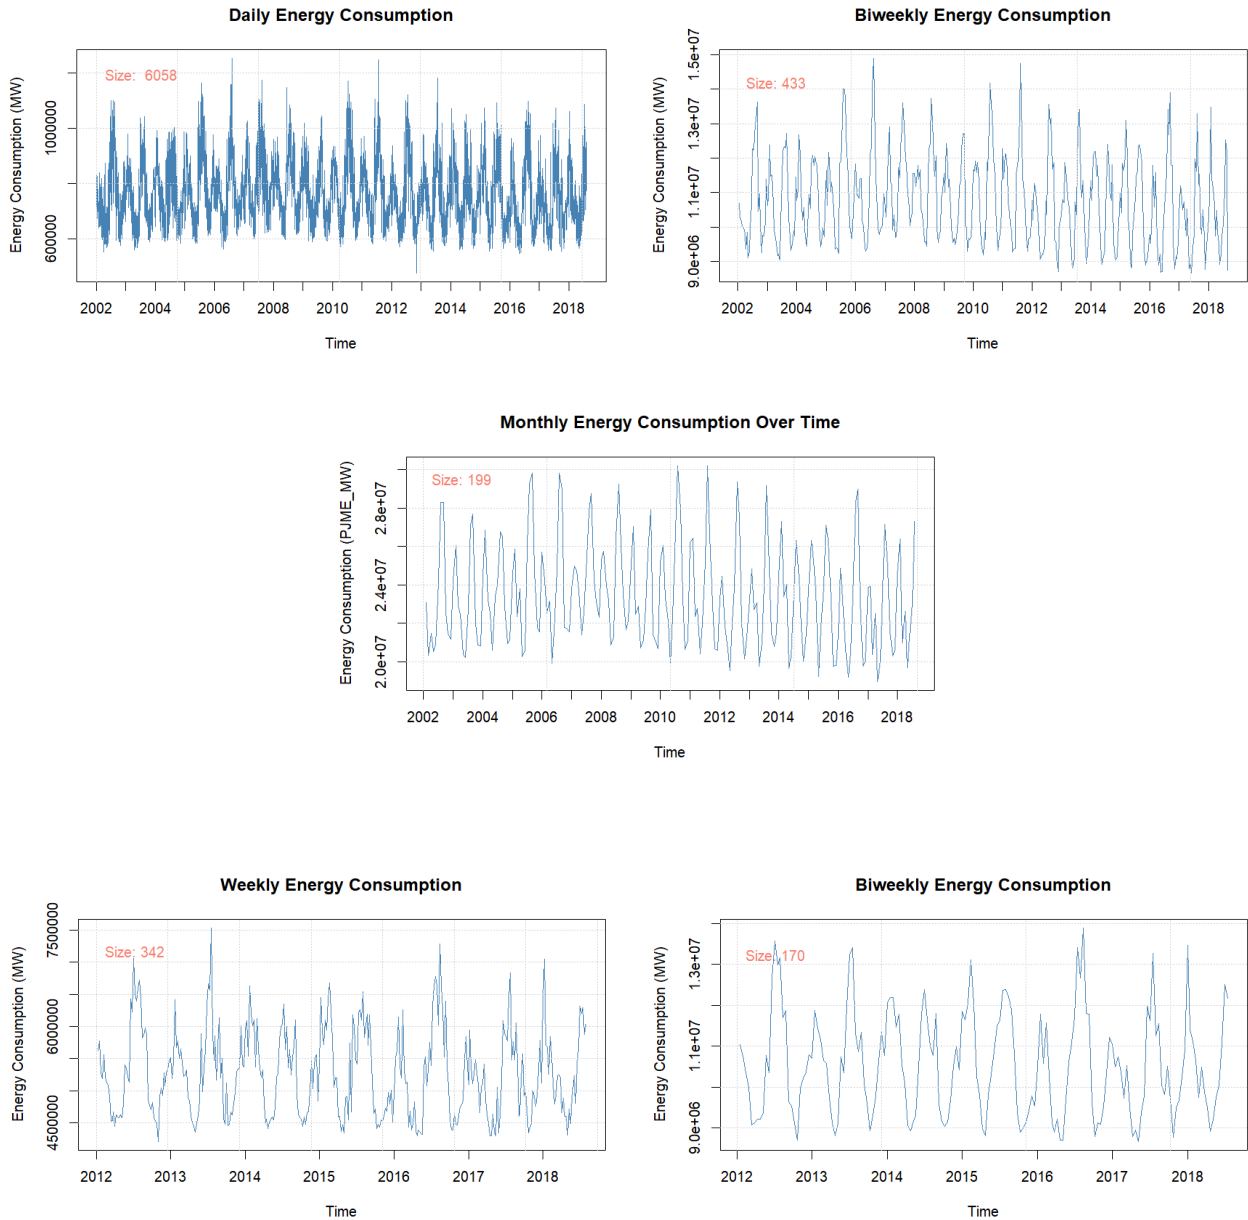 Daily Energy Consumption
Energy Consumption (MW)
600000 1000000
Size: 6058
2002 2004 2006 2008 2010 2012 2014 2016 2018
Time
Biweekly Energy Consumption
Energy Consumption (MW)
9.0e+06 1.1e+07 1.3e+07 1.5e+07
Size: 433
2002 2004 2006 2008 2010 2012 2014 2016 2018
Time
Monthly Energy Consumption Over Time
Energy Consumption (PJME_MW)
2.0e+07 2.4e+07 2.8e+07
Size: 199
2002 2004 2006 2008 2010 2012 2014 2016 2018
Time
Weekly Energy Consumption
Energy Consumption (MW)
4500000 6000000 7500000
Size: 342
2012 2013 2014 2015 2016 2017 2018
Time
Biweekly Energy Consumption
Energy Consumption (MW)
9.0e+06 1.1e+07 1.3e+07
Size: 170
2012 2013 2014 2015 2016 2017 2018
Time